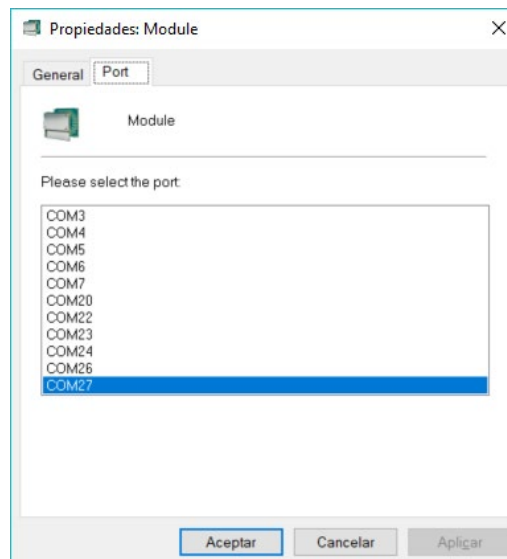 Propiedades: Module
General Port
Module
Please select the port:
COM3
COM4
COM5
COM6
COM7
COM20
COM22
COM23
COM24
COM26
COM27
Aceptar Cancelar Aplicar